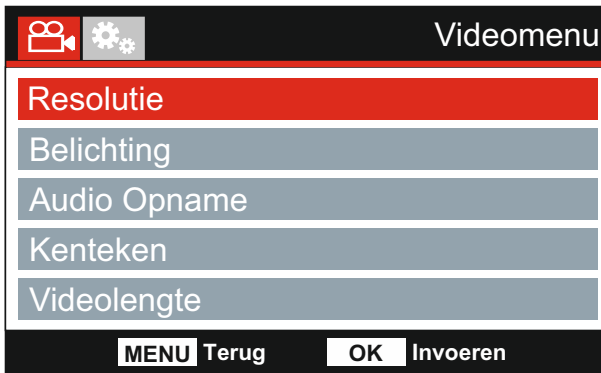 Videomenu
Resolutie
Belichting
Audio Opname
Kenteken
Videolengte
MENU Terug OK Invoeren